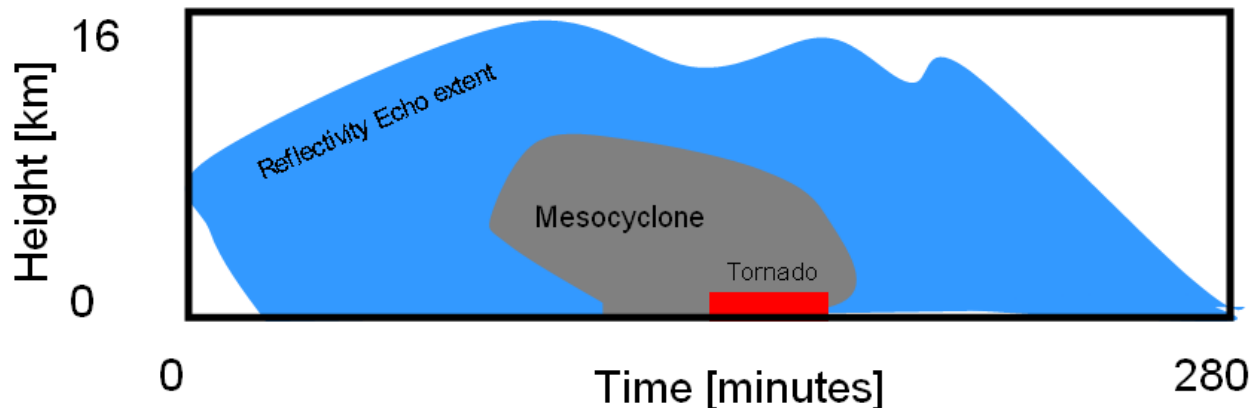 16
Height [km]
Reflectivity Echo extent
Mesocyclone
Tornado
0
0
Time [minutes]
280